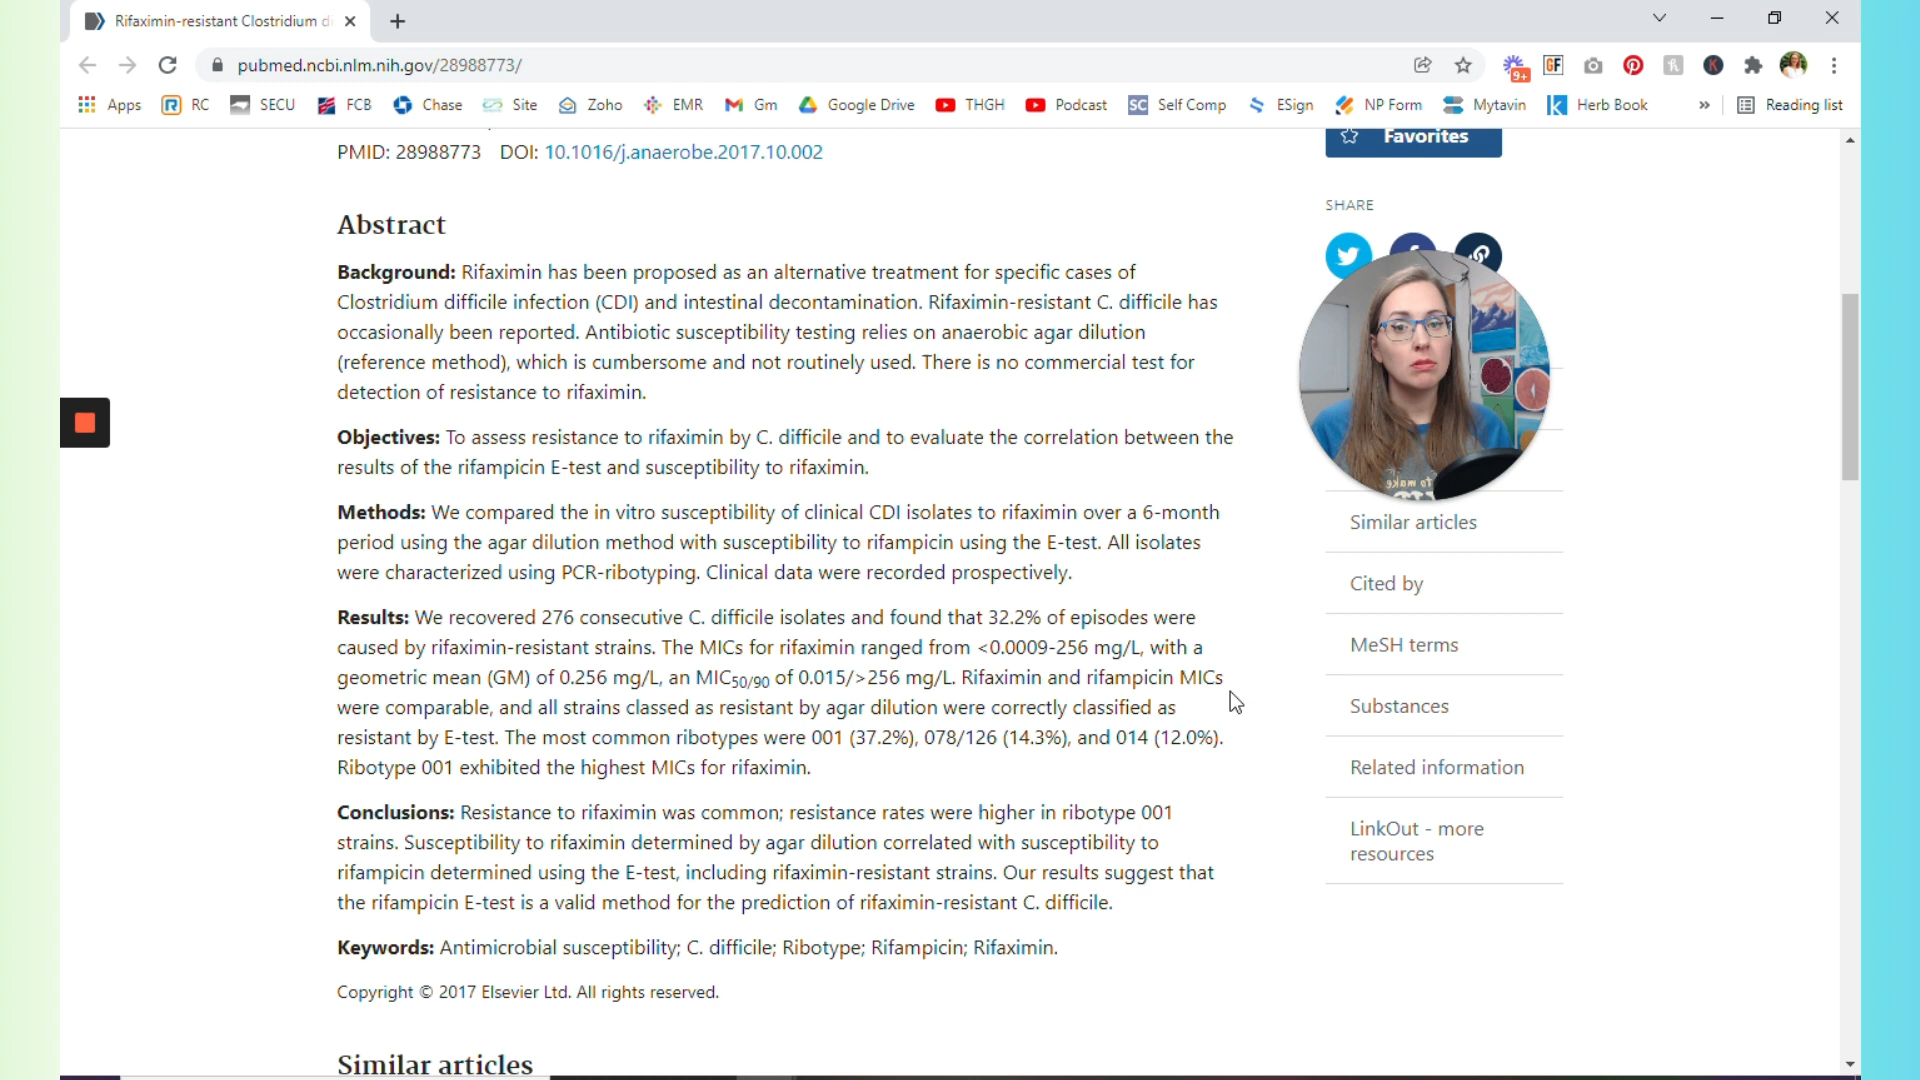 Rifaximin-resistant Clostridium di
pubmed.ncbi.nlm.nih.gov/28988773/
9+
GF
K
Apps
RC
SECU
FCB
Chase
Site
Zoho
EMR
Gm
Google Drive
THGH
Podcast
SC
Self Comp
ESign
NP Form
Mytavin
Herb Book
»
Reading list
PMID: 28988773 DOI: 10.1016/j.anaerobe.2017.10.002
Favorites
SHARE
Abstract
Background: Rifaximin has been proposed as an alternative treatment for specific cases of
Clostridium difficile infection (CDI) and intestinal decontamination. Rifaximin-resistant C. difficile has
occasionally been reported. Antibiotic susceptibility testing relies on anaerobic agar dilution
(reference method), which is cumbersome and not routinely used. There is no commercial test for
detection of resistance to rifaximin.
Objectives: To assess resistance to rifaximin by C. difficile and to evaluate the correlation between the
results of the rifampicin E-test and susceptibility to rifaximin.
Methods: We compared the in vitro susceptibility of clinical CDI isolates to rifaximin over a 6-month
period using the agar dilution method with susceptibility to rifampicin using the E-test. All isolates
were characterized using PCR-ribotyping. Clinical data were recorded prospectively.
Results: We recovered 276 consecutive C. difficile isolates and found that 32.2% of episodes were
caused by rifaximin-resistant strains. The MICs for rifaximin ranged from <0.0009-256 mg/L, with a
geometric mean (GM) of 0.256 mg/L, an MIC50/90 of 0.015/>256 mg/L. Rifaximin and rifampicin MICs
were comparable, and all strains classed as resistant by agar dilution were correctly classified as
resistant by E-test. The most common ribotypes were 001 (37.2%), 078/126 (14.3%), and 014 (12.0%).
Ribotype 001 exhibited the highest MICs for rifaximin.
Conclusions: Resistance to rifaximin was common; resistance rates were higher in ribotype 001
strains. Susceptibility to rifaximin determined by agar dilution correlated with susceptibility to
rifampicin determined using the E-test, including rifaximin-resistant strains. Our results suggest that
the rifampicin E-test is a valid method for the prediction of rifaximin-resistant C. difficile.
Keywords: Antimicrobial susceptibility; C. difficile; Ribotype; Rifampicin; Rifaximin.
Copyright © 2017 Elsevier Ltd. All rights reserved.
Similar articles
Similar articles
Cited by
MeSH terms
Substances
Related information
LinkOut - more
resources